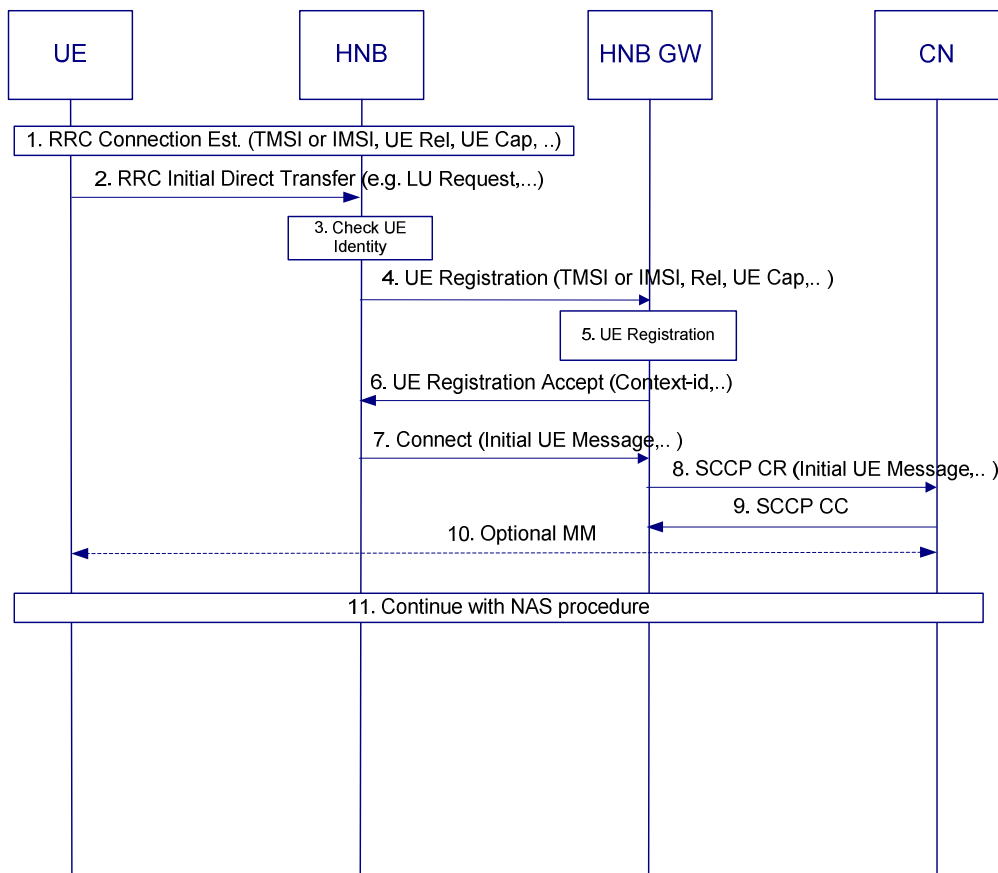 UE
HNB
HNB GW
CN
1. RRC Connection Est. (TMSI or IMSI, UE Rel, UE Cap, ..)
2. RRC Initial Direct Transfer (e.g. LU Request,...)
3. Check UE
Identity
4. UE Registration (TMSI or IMSI, Rel, UE Cap,.. )
5. UE Registration
6. UE Registration Accept (Context-id,..)
7. Connect (Initial UE Message,.. )
8. SCCP CR (Initial UE Message,.. )
9. SCCP CC
10. Optional MM
11. Continue with NAS procedure